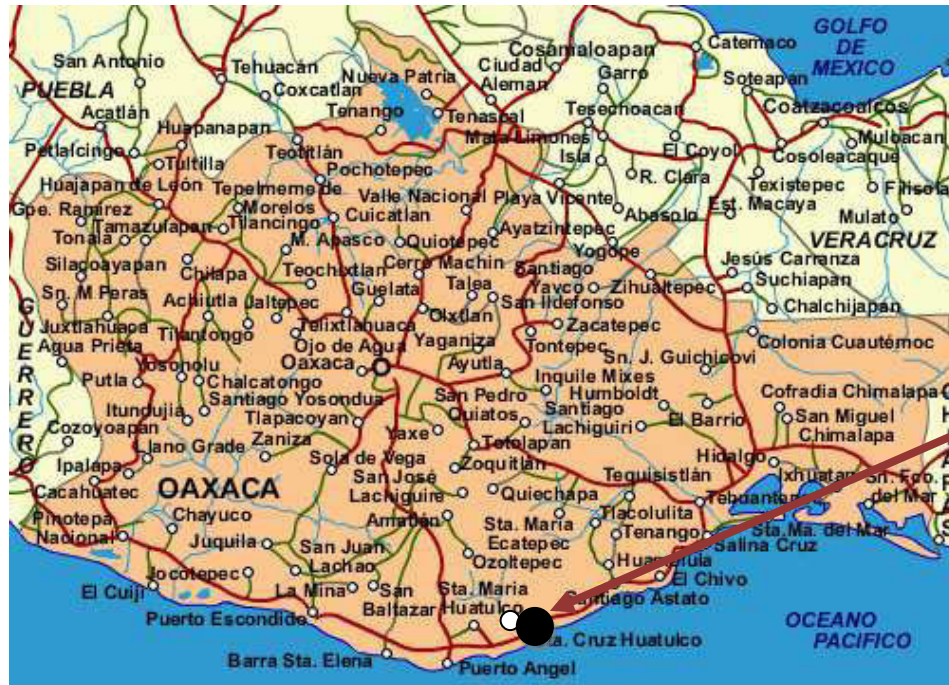 GOLFO
DE
MEXICO
San Antonio
Tehuacán
Cosamaloapan
Catemaco
Ciudad
Aleman
Garro
Nueva Patria
Soteapan
PUEBLA
Coxcatlan
Acatlán
Tenango
Temascal
Tesechoacan
Coatzacoalcos
Huapanapan
Mata Limones
Petlalcingo
Tultilla
Teotitlán
Isla
El Coyol
Cosoleacaque
Moloacan
Pochotepec
Huajapan de León
Tepelmeme de
Morelos
Valle Nacional
Playa Vicente
R. Clara
Texistepec
Filisola
Gpe. Ramirez
Tilancingo
Cuicatlan
Abasolo
Est. Macaya
Mulato
Tonala
Tamazulapan
M. Apasco
Quiotepec
Ayatzintepec
Yogope
VERACRUZ
Silacayoapan
Chilapa
Teochixtlan
Cerro Machin
Santiago
Yavco
Zihualtepec
Jesús Carranza
Suchiapan
Sn. M Peras
Achiutla
Jaltepec
Guelata
Talea
San Ildefonso
Chalchijapan
GUERRERO
Juxtlahuaca
Tilantongo
Telixtlahuaca
Olxtlan
Zacatepec
Agua Prieta
Ojo de Agua
Yaganiza
Tontepec
Colonia Cuautémoc
Yosonolu
Oaxaca
Ayutla
Sn. J. Guichicovi
Putla
Chalcatongo
Inquile Mixes
Cofradia Chimalapa
Santiago Yosondua
San Pedro
Quiatos
Humboldt
Itundujia
Tlapacoyan
Santiago
Lachiguiri
El Barrio
San Miguel
Chimalapa
Cozoyoapan
Yaxe
Llano Grade
Zaniza
Totolapan
Hidalgo
Ipalapa
Sola de Vega
Zoquitlán
Tequisistlán
Ixhuatan
Cacahuatec
OAXACA
San José
Lachiguire
Quiechapa
del Mar
Pinotepa
Nacional
Chayuco
Amatlán
Sta. María
Ecatepec
Tlacolulita
Sta.Ma. del Mar
Juquila
San Juan
Lachao
Tenango
Salina Cruz
Ozoltepec
Jocotepec
El Chivo
El Cuiji
La Mina
San
Baltazar
Sta. Maria
Huatulco
Santiago Astato
Puerto Escondido
Cruz Huatulco
OCEANO
PACIFICO
Barra Sta. Elena
Puerto Angel